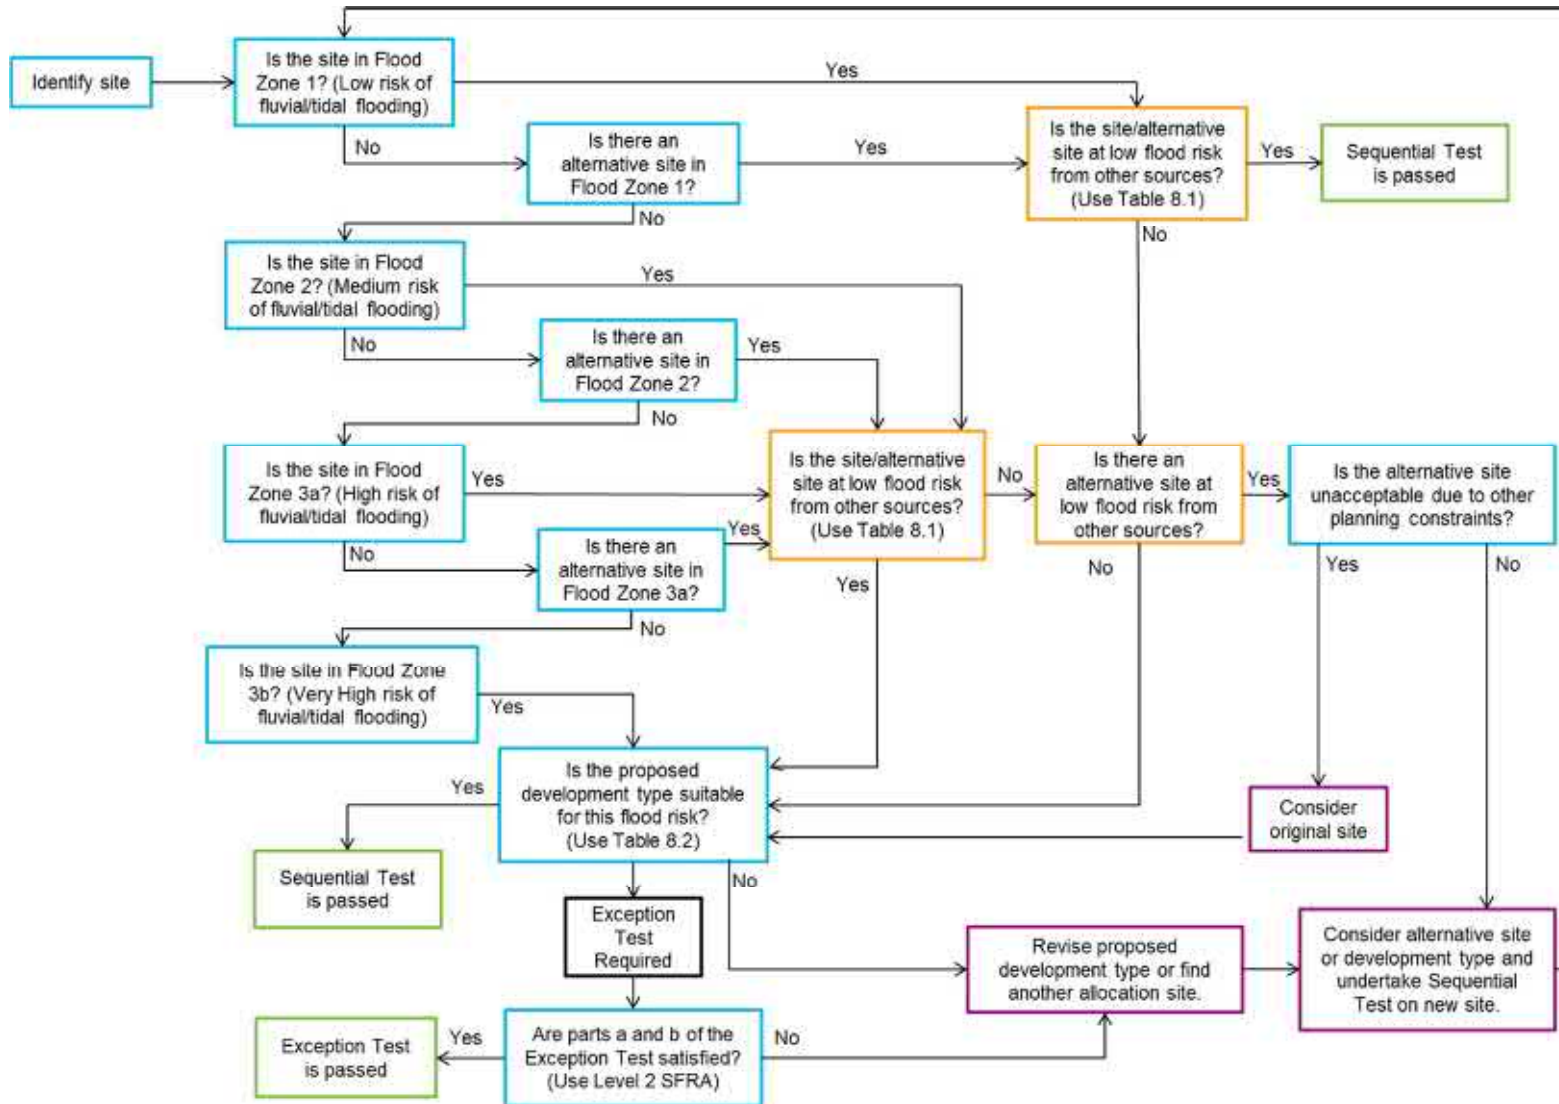 Identify site
Is the site in Flood
Zone 1? (Low risk of
fluvial/tidal flooding)
Yes
No
Is there an
alternative site in
Flood Zone 1?
Yes
No
Is the site/alternative
site at low flood risk
from other sources?
(Use Table 8.1)
Yes
No
Sequential Test
is passed
Is the site in Flood
Zone 2? (Medium risk
of fluvial/tidal flooding)
Yes
No
Is there an
alternative site in
Flood Zone 2?
Yes
No
Is the site in Flood
Zone 3a? (High risk of
fluvial/tidal flooding)
Yes
No
Is there an
alternative site in
Flood Zone 3a?
Yes
No
Is the site/alternative
site at low flood risk
from other sources?
(Use Table 8.1)
No
Yes
Is there an
alternative site at
low flood risk from
other sources?
Yes
No
Is the alternative site
unacceptable due to other
planning constraints?
Yes
No
Is the site in Flood Zone
3b? (Very High risk of
fluvial/tidal flooding)
Yes
Is the proposed
development type suitable
for this flood risk?
(Use Table 8.2)
Yes
No
Consider
original site
Sequential Test
is passed
Exception
Test
Required
Revise proposed
development type or find
another allocation site.
Consider alternative site
or development type and
undertake Sequential
Test on new site.
Are parts a and b of the
Exception Test satisfied?
(Use Level 2 SFRA)
Yes
No
Exception Test
is passed